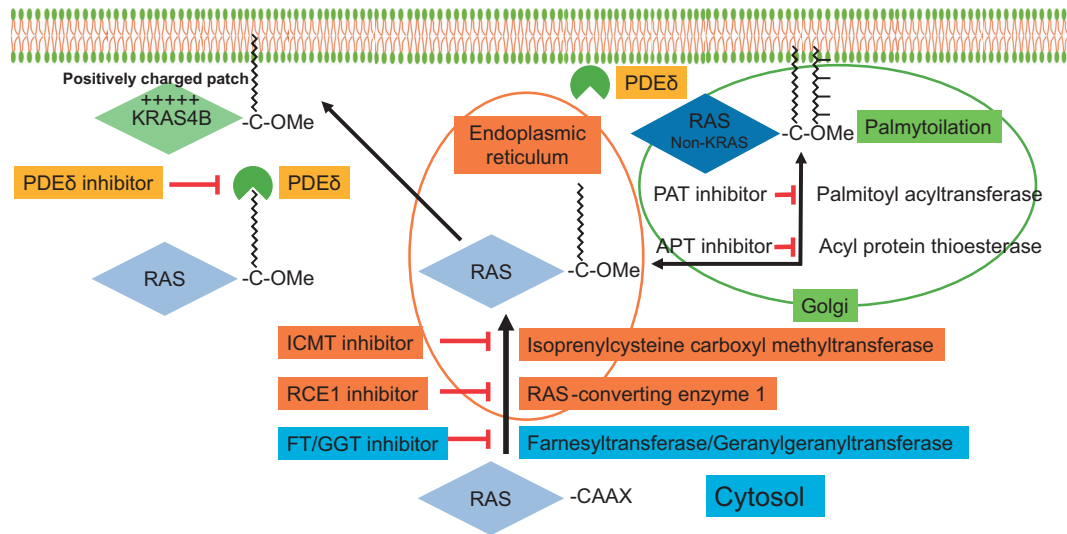 Positively charged patch
+++++
KRAS4B
-C-OMe
PDEδ
RAS
Non-KRAS
-C-OMe
Palmytoilation
Endoplasmic
reticulum
PDEδ inhibitor
PDEδ
PAT inhibitor
Palmitoyl acyltransferase
APT inhibitor
Acyl protein thioesterase
RAS
-C-OMe
RAS
-C-OMe
Golgi
ICMT inhibitor
Isoprenylcysteine carboxyl methyltransferase
RCE1 inhibitor
RAS-converting enzyme 1
FT/GGT inhibitor
Farnesyltransferase/Geranylgeranyltransferase
RAS
-CAAX
Cytosol